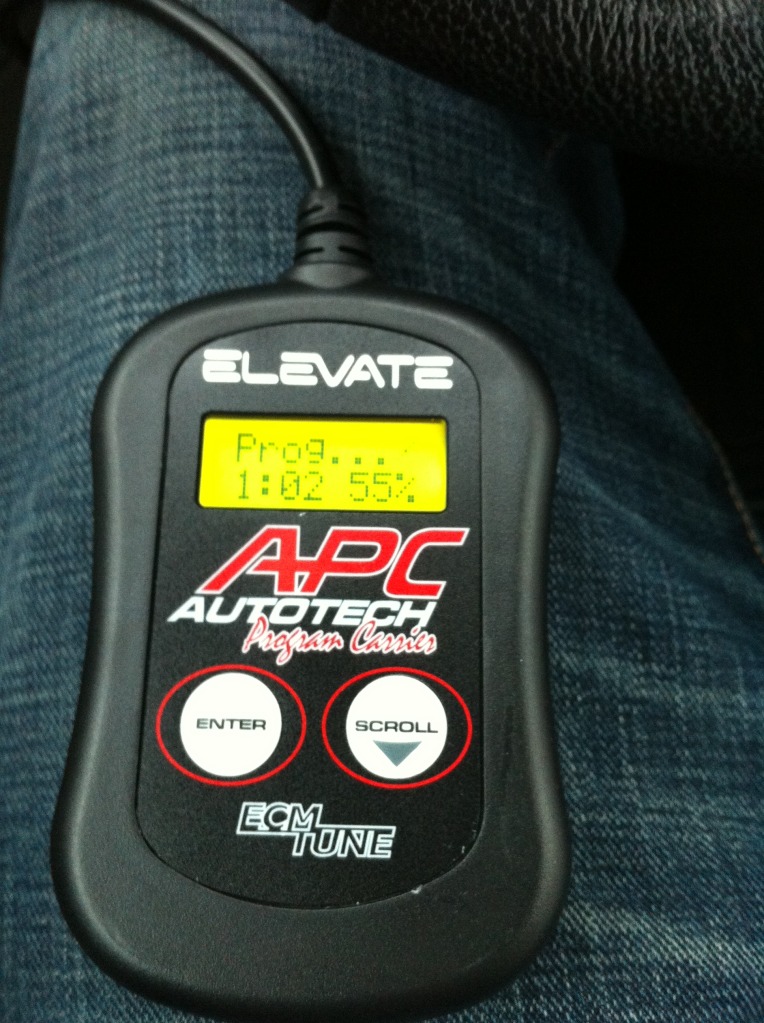 ELEVATE
Prog...
1:02 55%
APC
AUTOTECH
Program Carrier
ENTER
SCROLL
ECM
TUNE